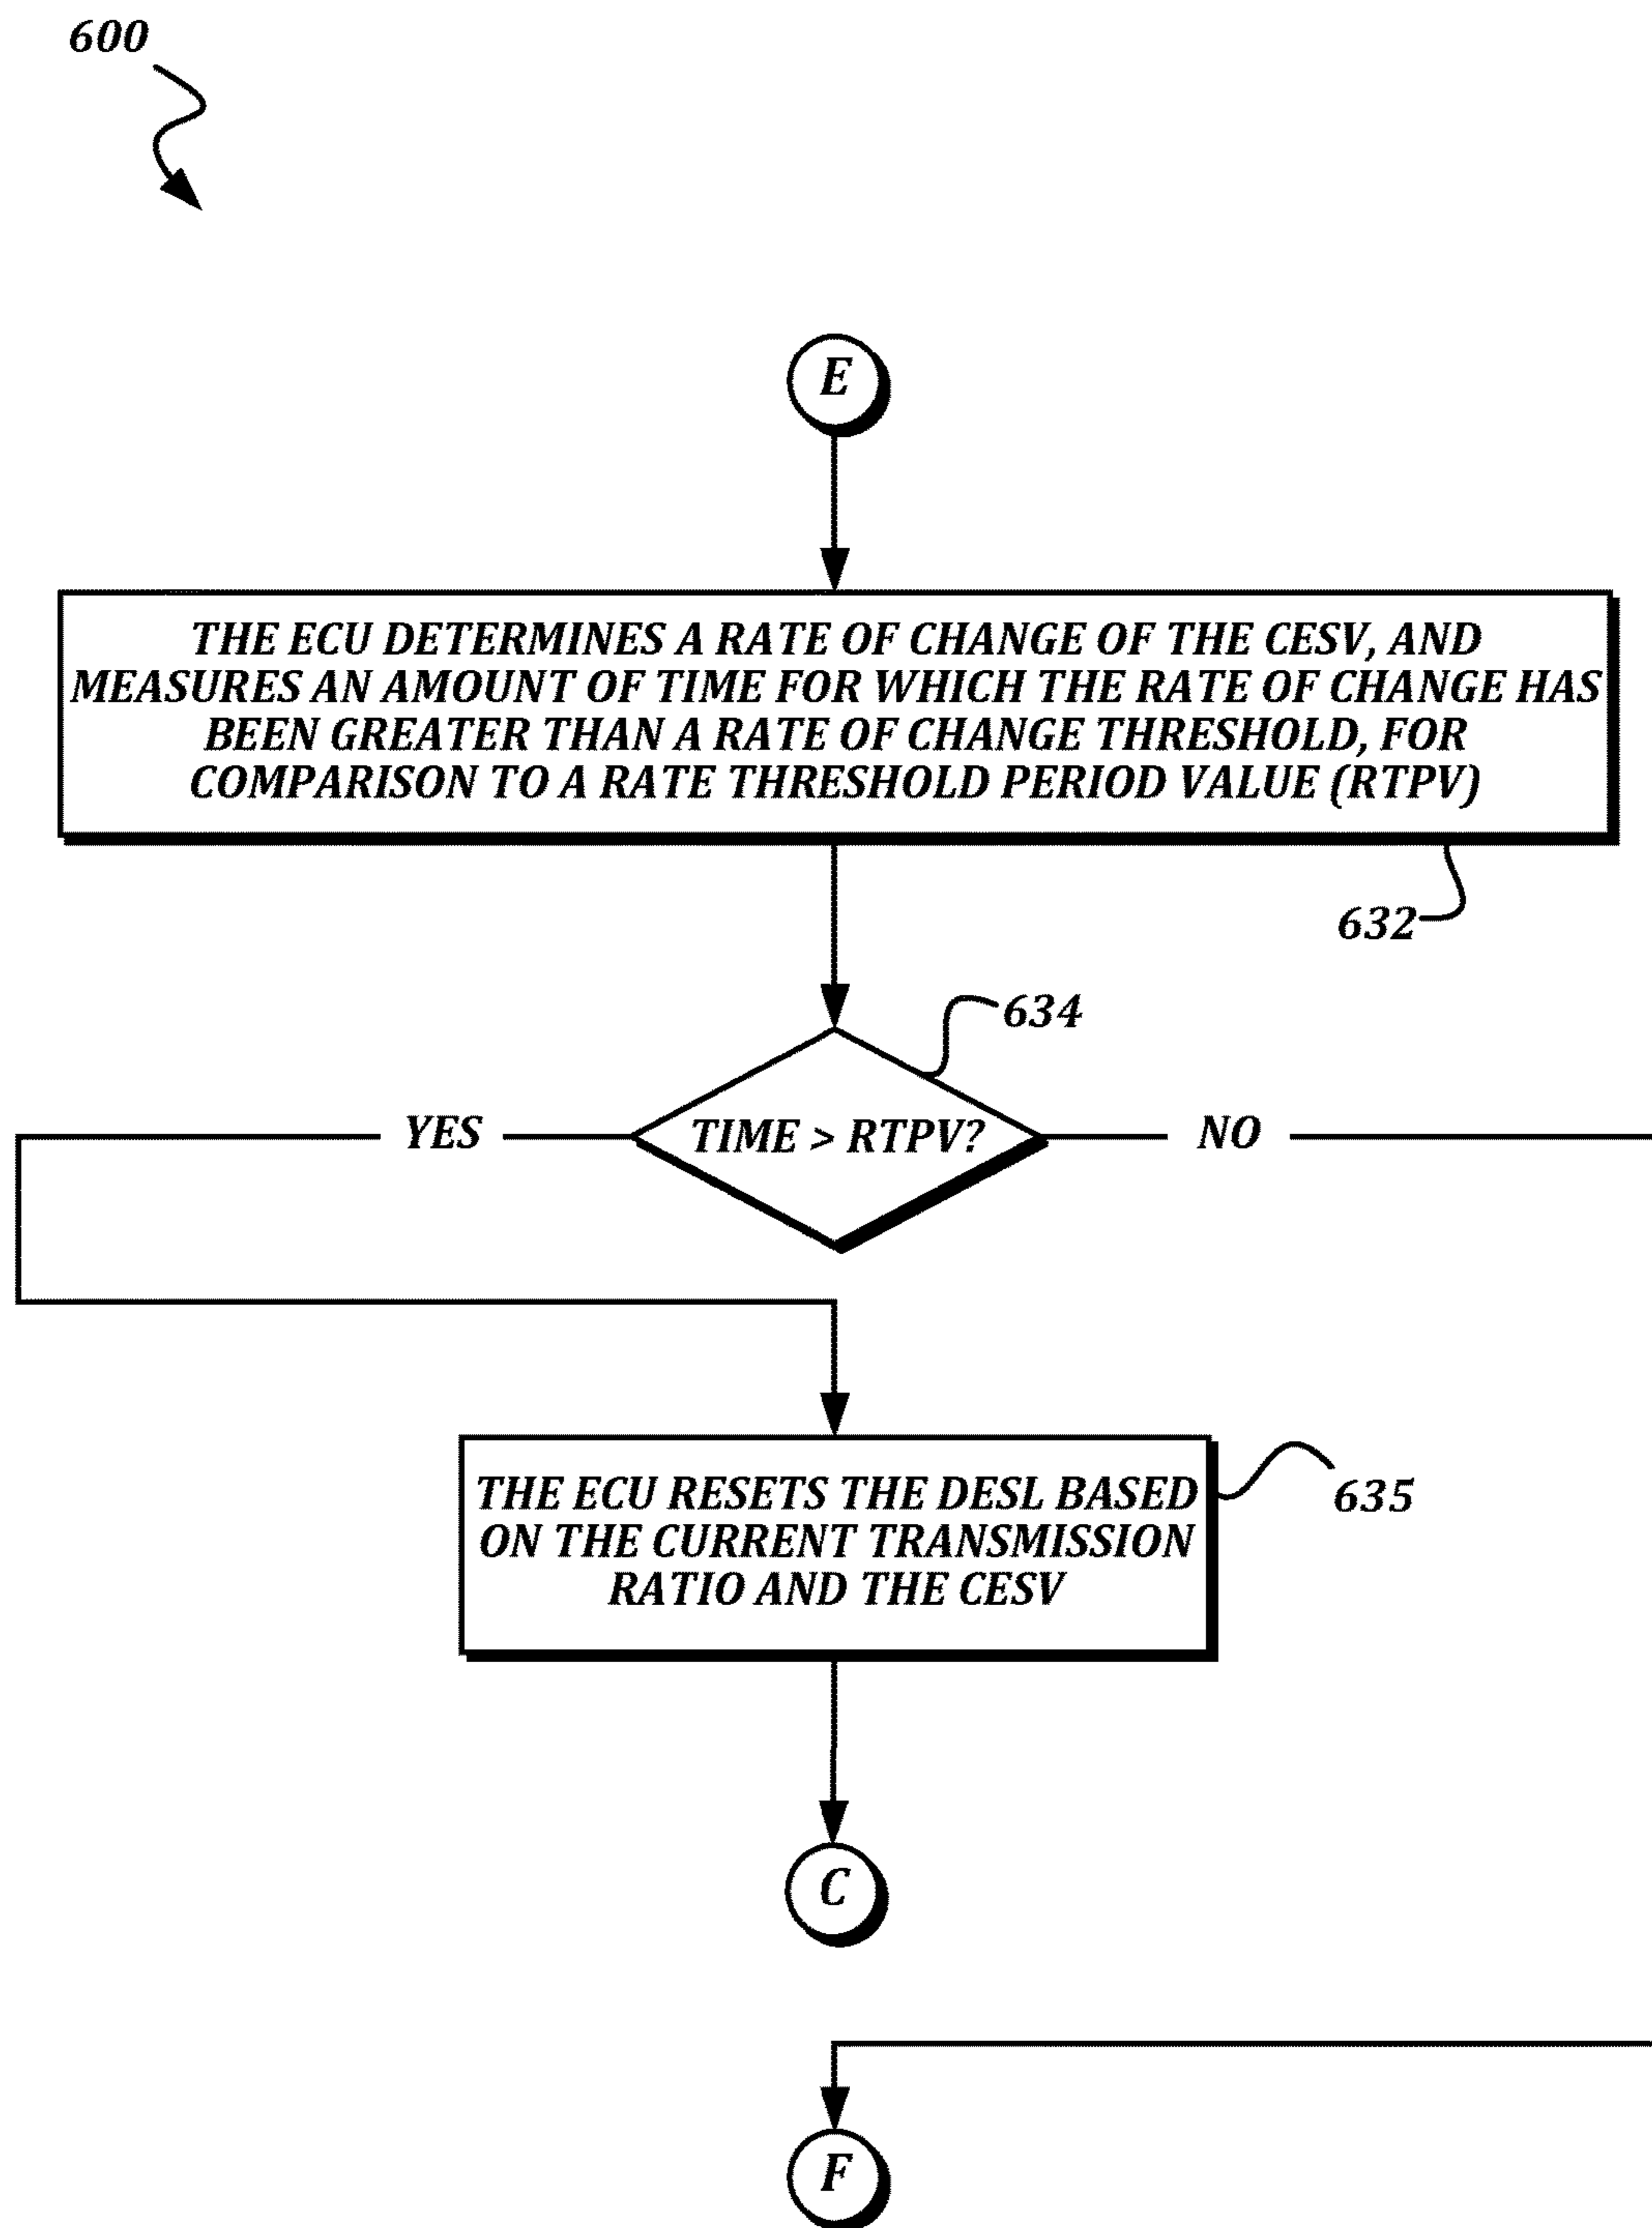 600
E
THE ECU DETERMINES A RATE OF CHANGE OF THE CESV, AND
MEASURES AN AMOUNT OF TIME FOR WHICH THE RATE OF CHANGE HAS
BEEN GREATER THAN A RATE OF CHANGE THRESHOLD, FOR
COMPARISON TO A RATE THRESHOLD PERIOD VALUE (RTPV)
632
634
YES
TIME > RTPV?
NO
THE ECU RESETS THE DESL BASED
ON THE CURRENT TRANSMISSION
RATIO AND THE CESV
635
C
F